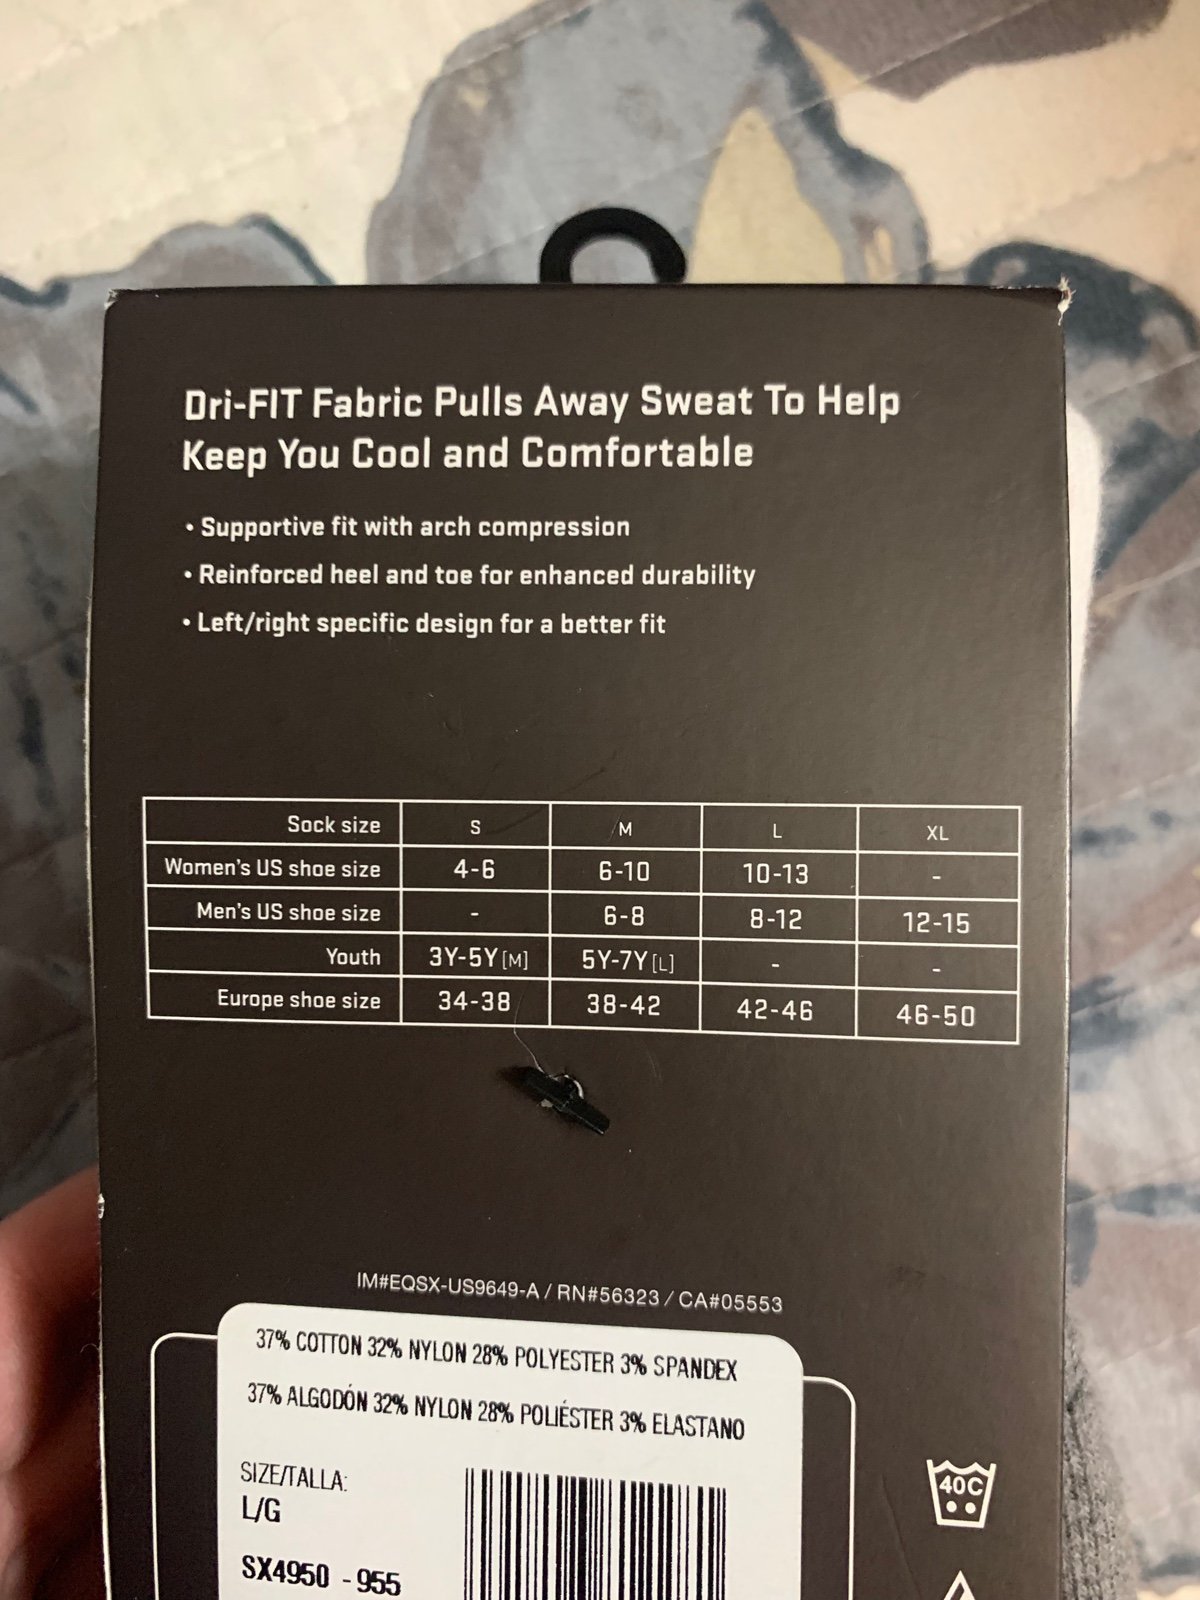 Dri-FIT Fabric Pulls Away Sweat To Help
Keep You Cool and Comfortable
• Supportive fit with arch compression
• Reinforced heel and toe for enhanced durability
• Left/right specific design for a better fit
Sock size S M L XL
Women's US shoe size 4-6 6-10 10-13 -
Men's US shoe size - 6-8 8-12 12-15
Youth 3Y-5Y[M] 5Y-7Y[L] - -
Europe shoe size 34-38 38-42 42-46 46-50
IM#EQSX-US9649-A / RN#56323 / CA#05553
37% COTTON 32% NYLON 28% POLYESTER 3% SPANDEX
37% ALGODÓN 32% NYLON 28% POLIÉSTER 3% ELASTANO
SIZE/TALLA:
L/G
SX4950 - 955
40C